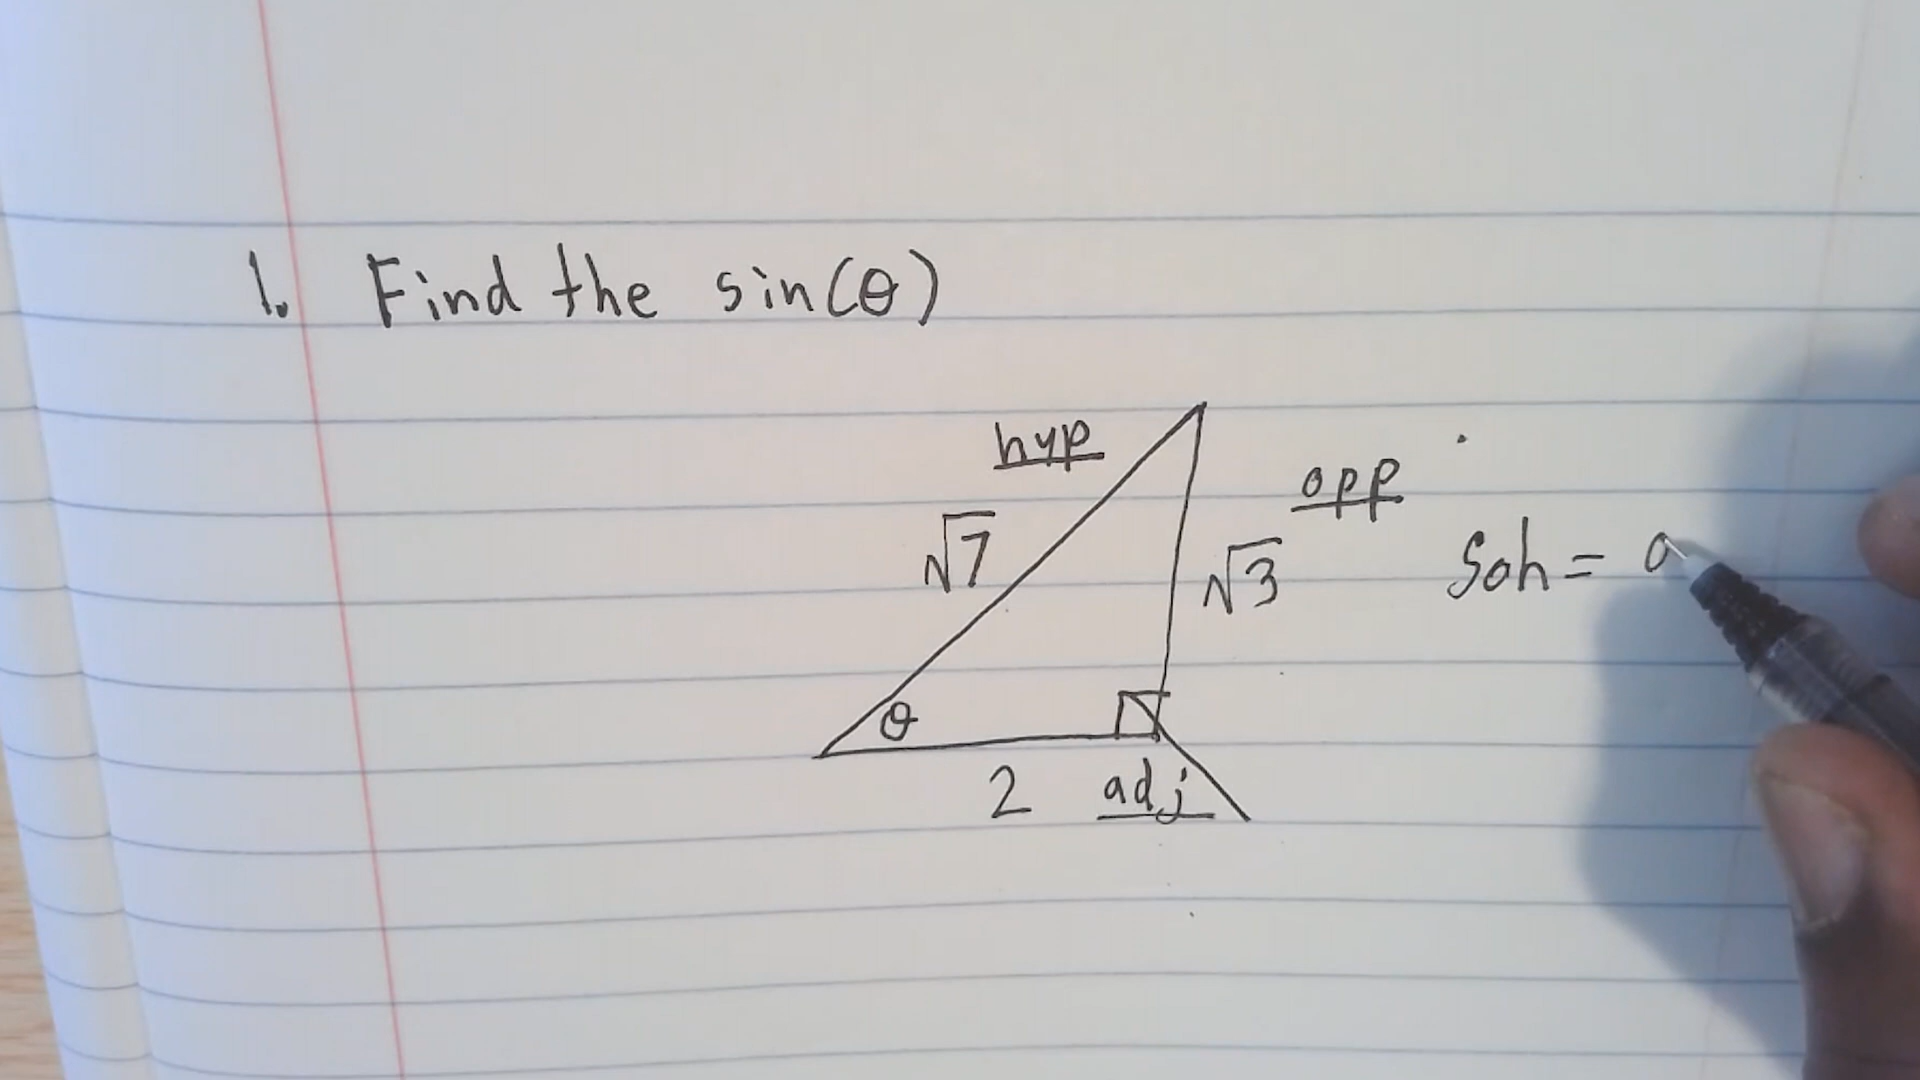 1. Find the sin(θ)
hyp
opp
√7
√3
Soh = o
θ
2 adj